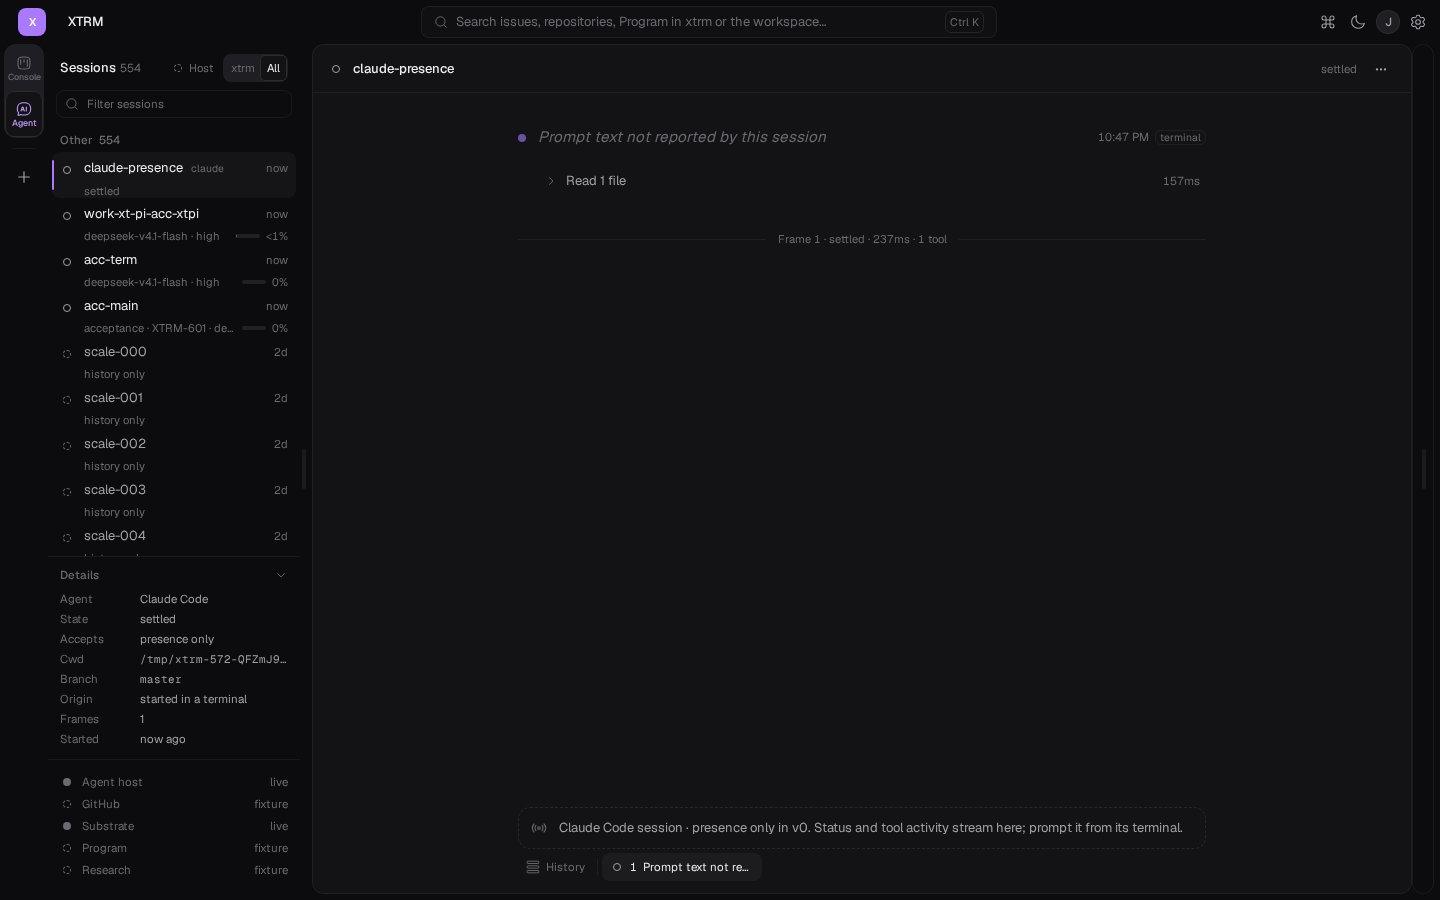 X XTRM
Search issues, repositories, Program in xtrm or the workspace...
Ctrl K
J
Console
AI
Agent
Sessions 554
Host
xtrm All
Filter sessions
Other 554
claude-presence claude now
settled
work-xt-pi-acc-xtpi now
deepseek-v4.1-flash · high <1%
acc-term now
deepseek-v4.1-flash · high 0%
acc-main now
acceptance · XTRM-601 · de... 0%
scale-000 2d
history only
scale-001 2d
history only
scale-002 2d
history only
scale-003 2d
history only
scale-004 2d
Details
Agent Claude Code
State settled
Accepts presence only
Cwd /tmp/xtrm-572-QFZmJ9...
Branch master
Origin started in a terminal
Frames 1
Started now ago
Agent host live
GitHub fixture
Substrate live
Program fixture
Research fixture
claude-presence settled
Prompt text not reported by this session 10:47 PM terminal
Read 1 file 157ms
Frame 1 · settled · 237ms · 1 tool
Claude Code session · presence only in v0. Status and tool activity stream here; prompt it from its terminal.
History 1 Prompt text not re...